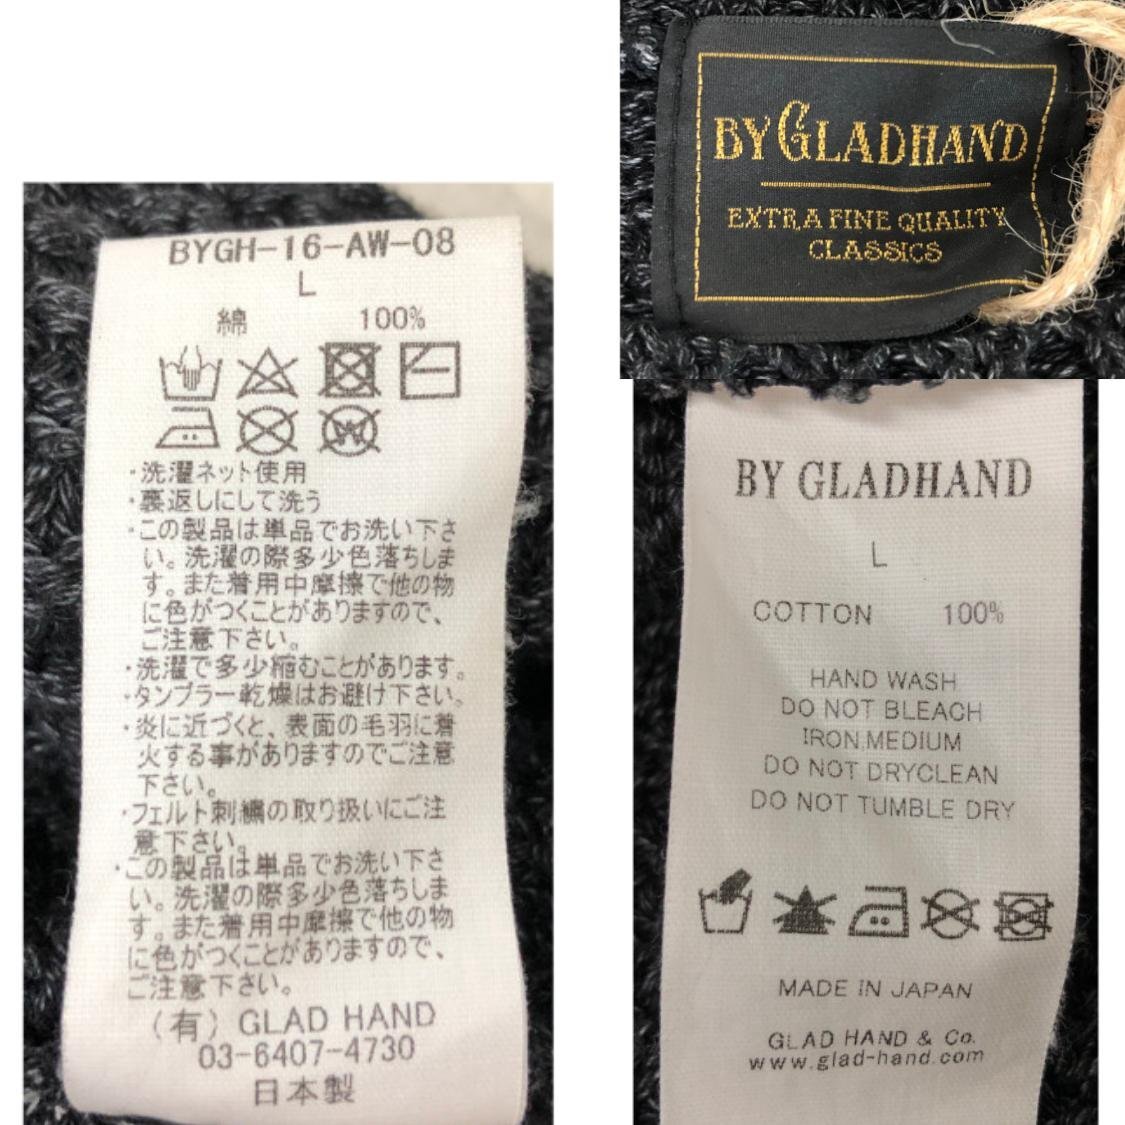 BY GLADHAND
EXTRA FINE QUALITY
CLASSICS
BYGH-16-AW-08
L
綿 100%
・洗濯ネット使用
・裏返しにして洗う
・この製品は単品でお洗い下さ
い。洗濯の際多少色落ちしま
す。また着用中摩擦で他の物
に色がつくことがありますので、
ご注意下さい。
・洗濯で多少縮むことがあります。
・タンブラー乾燥はお避け下さい。
・炎に近づくと、表面の毛羽に着
火する事がありますのでご注意
下さい。
・フェルト刺繍の取り扱いにご注
意下さい。
・この製品は単品でお洗い下さ
い。洗濯の際多少色落ちしま
す。また着用中摩擦で他の物
に色がつくことがありますので、
ご注意下さい。
（有）GLAD HAND
03-6407-4730
日本製
BY GLADHAND
L
COTTON 100%
HAND WASH
DO NOT BLEACH
IRON,MEDIUM
DO NOT DRYCLEAN
DO NOT TUMBLE DRY
MADE IN JAPAN
GLAD HAND & Co.
www.glad-hand.com